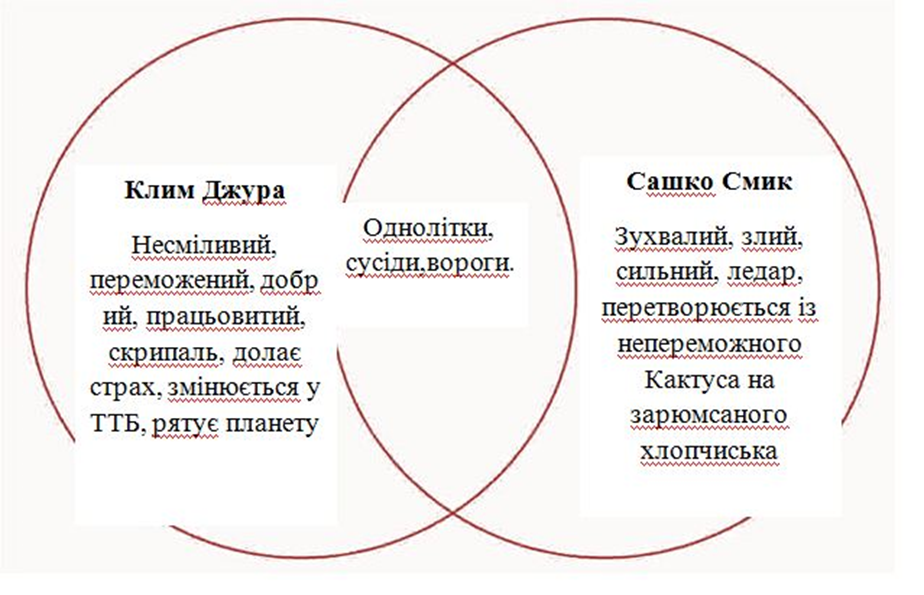 Клим Джура
Несміливий,
переможений, добр
ий, працьовитий,
скрипаль, долає
страх, змінюється у
ТТБ, рятує планету
Однолітки,
сусіди,вороги.
Сашко Смик
Зухвалий, злий,
сильний, ледар,
перетворюється із
непереможного
Кактуса на
зарюмсаного
хлопчиська